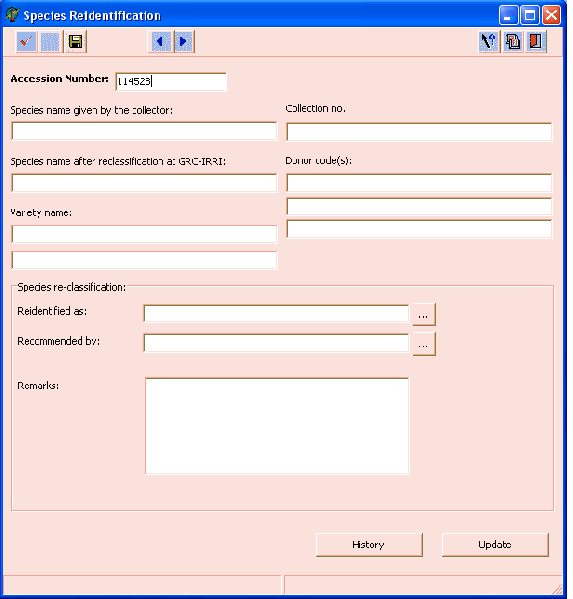 Species Reidentification
Accession Number: 114523
Species name given by the collector:
Collection no.
Species name after reclassification at GRC-IRRI:
Donor code(s):
Variety name:
Species re-classification:
Reidentified as:
...
Recommended by:
...
Remarks:
History
Update